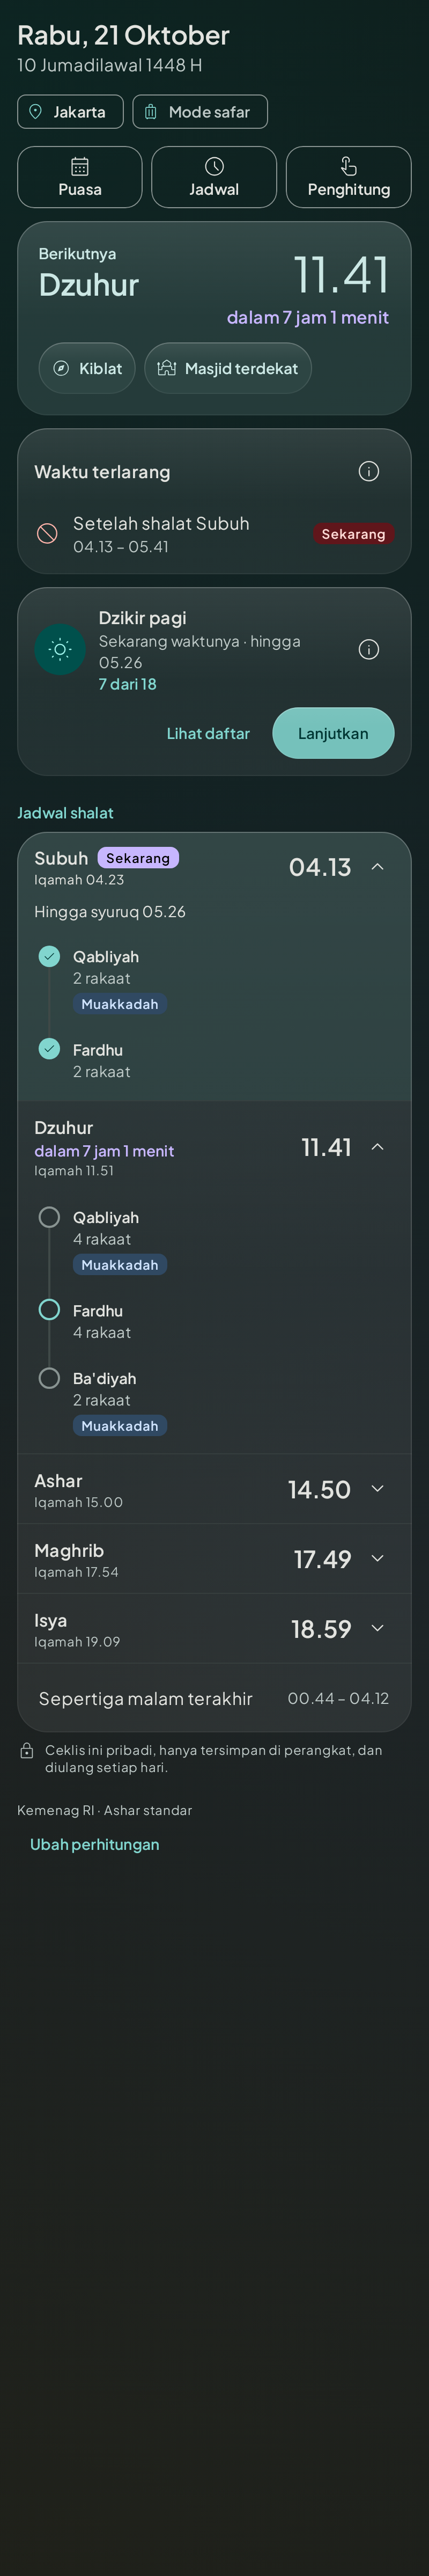 Rabu, 21 Oktober
10 Jumadilawal 1448 H
Jakarta
Mode safar
Puasa
Jadwal
Penghitung
Berikutnya
Dzuhur
11.41
dalam 7 jam 1 menit
Kiblat
Masjid terdekat
Waktu terlarang
Setelah shalat Subuh
04.13 – 05.41
Sekarang
Dzikir pagi
Sekarang waktunya · hingga
05.26
7 dari 18
Lihat daftar
Lanjutkan
Jadwal shalat
Subuh
Sekarang
Iqamah 04.23
04.13
Hingga syuruq 05.26
Qabliyah
2 rakaat
Muakkadah
Fardhu
2 rakaat
Dzuhur
dalam 7 jam 1 menit
Iqamah 11.51
11.41
Qabliyah
4 rakaat
Muakkadah
Fardhu
4 rakaat
Ba'diyah
2 rakaat
Muakkadah
Ashar
Iqamah 15.00
14.50
Maghrib
Iqamah 17.54
17.49
Isya
Iqamah 19.09
18.59
Sepertiga malam terakhir
00.44 – 04.12
Ceklis ini pribadi, hanya tersimpan di perangkat, dan
diulang setiap hari.
Kemenag RI · Ashar standar
Ubah perhitungan